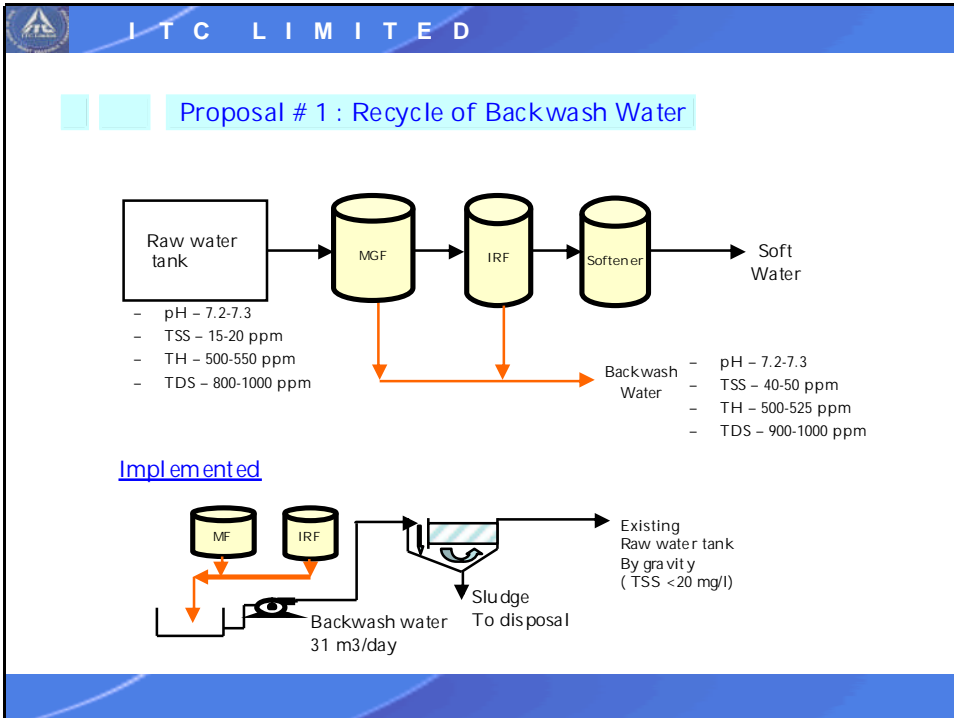 ITC LIMITED
Proposal # 1 : Recycle of Backwash Water
Raw water
tank
MGF
IRF
Softener
Soft
Water
– pH – 7.2-7.3
– TSS – 15-20 ppm
– TH – 500-550 ppm
– TDS – 800-1000 ppm
Backwash
Water
– pH – 7.2-7.3
– TSS – 40-50 ppm
– TH – 500-525 ppm
– TDS – 900-1000 ppm
Implemented
MF
IRF
Backwash water
31 m3/day
Sludge
To disposal
Existing
Raw water tank
By gravity
( TSS <20 mg/l)